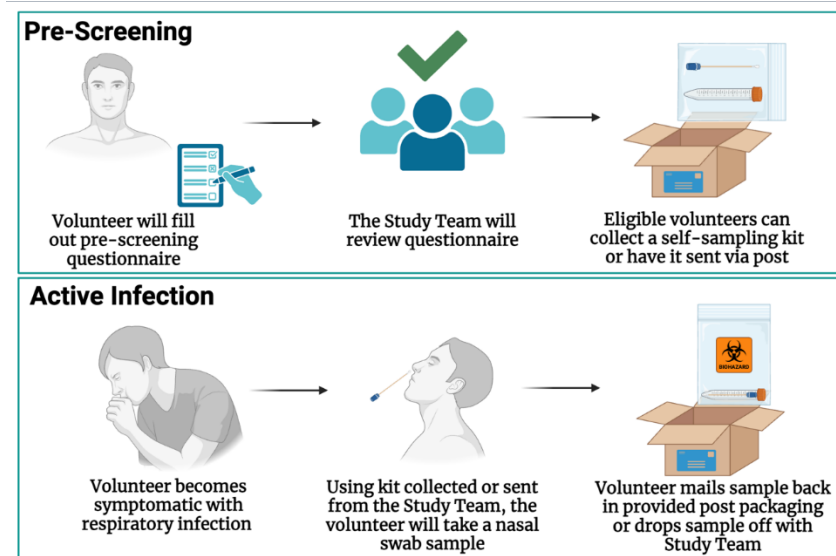 Pre-Screening
Volunteer will fill
out pre-screening
questionnaire
The Study Team will
review questionnaire
Eligible volunteers can
collect a self-sampling kit
or have it sent via post
Active Infection
BIOHAZARD
Volunteer becomes
symptomatic with
respiratory infection
Using kit collected or sent
from the Study Team, the
volunteer will take a nasal
swab sample
Volunteer mails sample back
in provided post packaging
or drops sample off with
Study Team